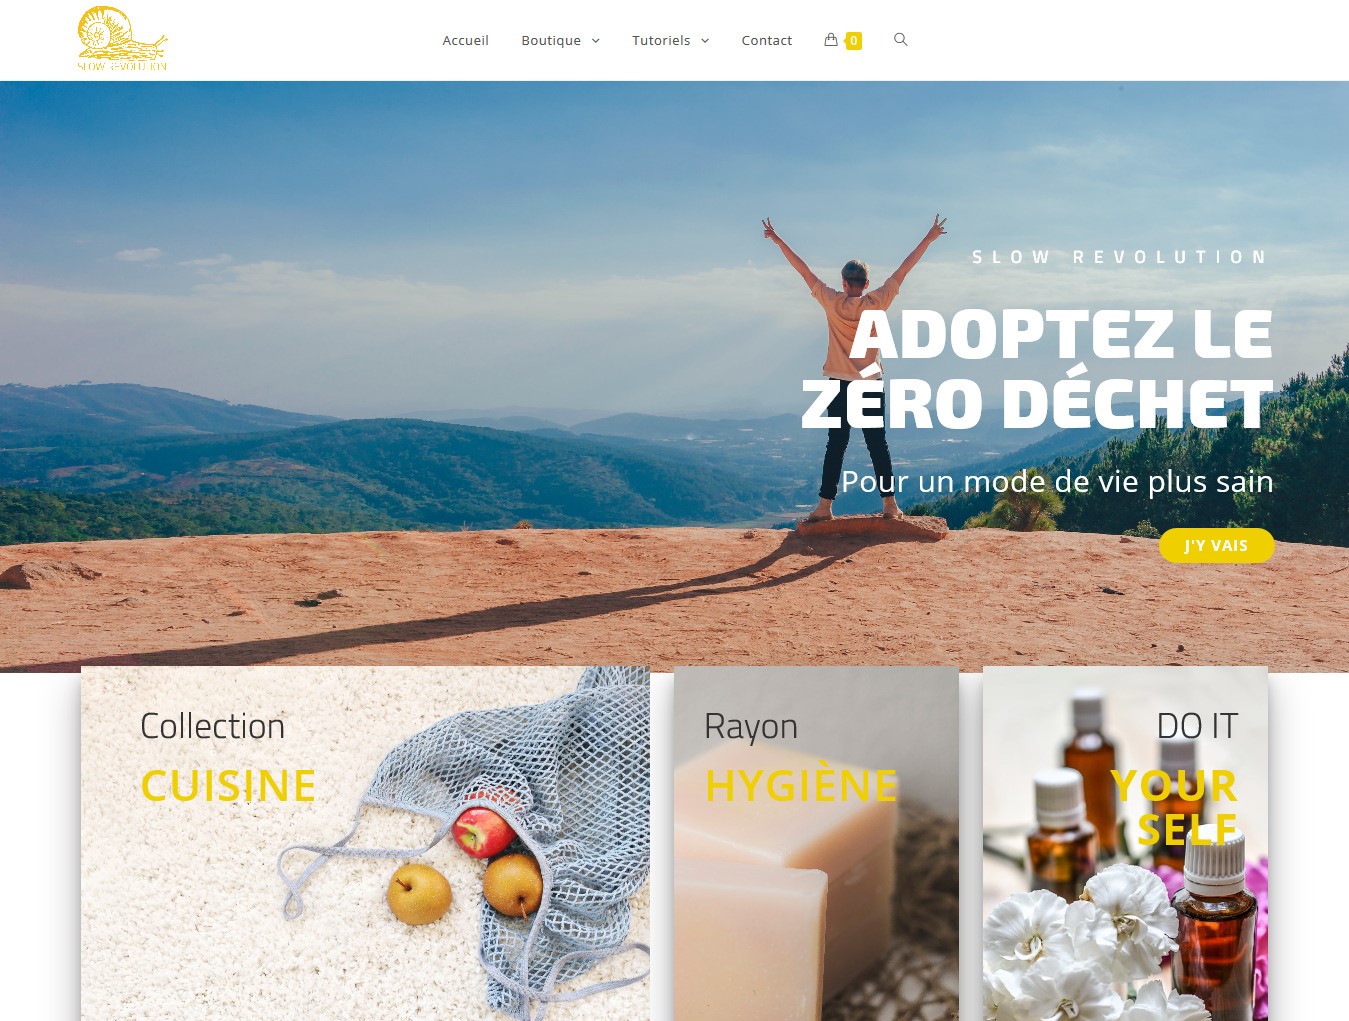 SLOW REVOLUTION
Accueil
Boutique
Tutoriels
Contact
0
SLOW REVOLUTION
ADOPTEZ LE
ZÉRO DÉCHET
Pour un mode de vie plus sain
J'Y VAIS
Collection
CUISINE
Rayon
HYGIÈNE
DO IT
YOUR
SELF